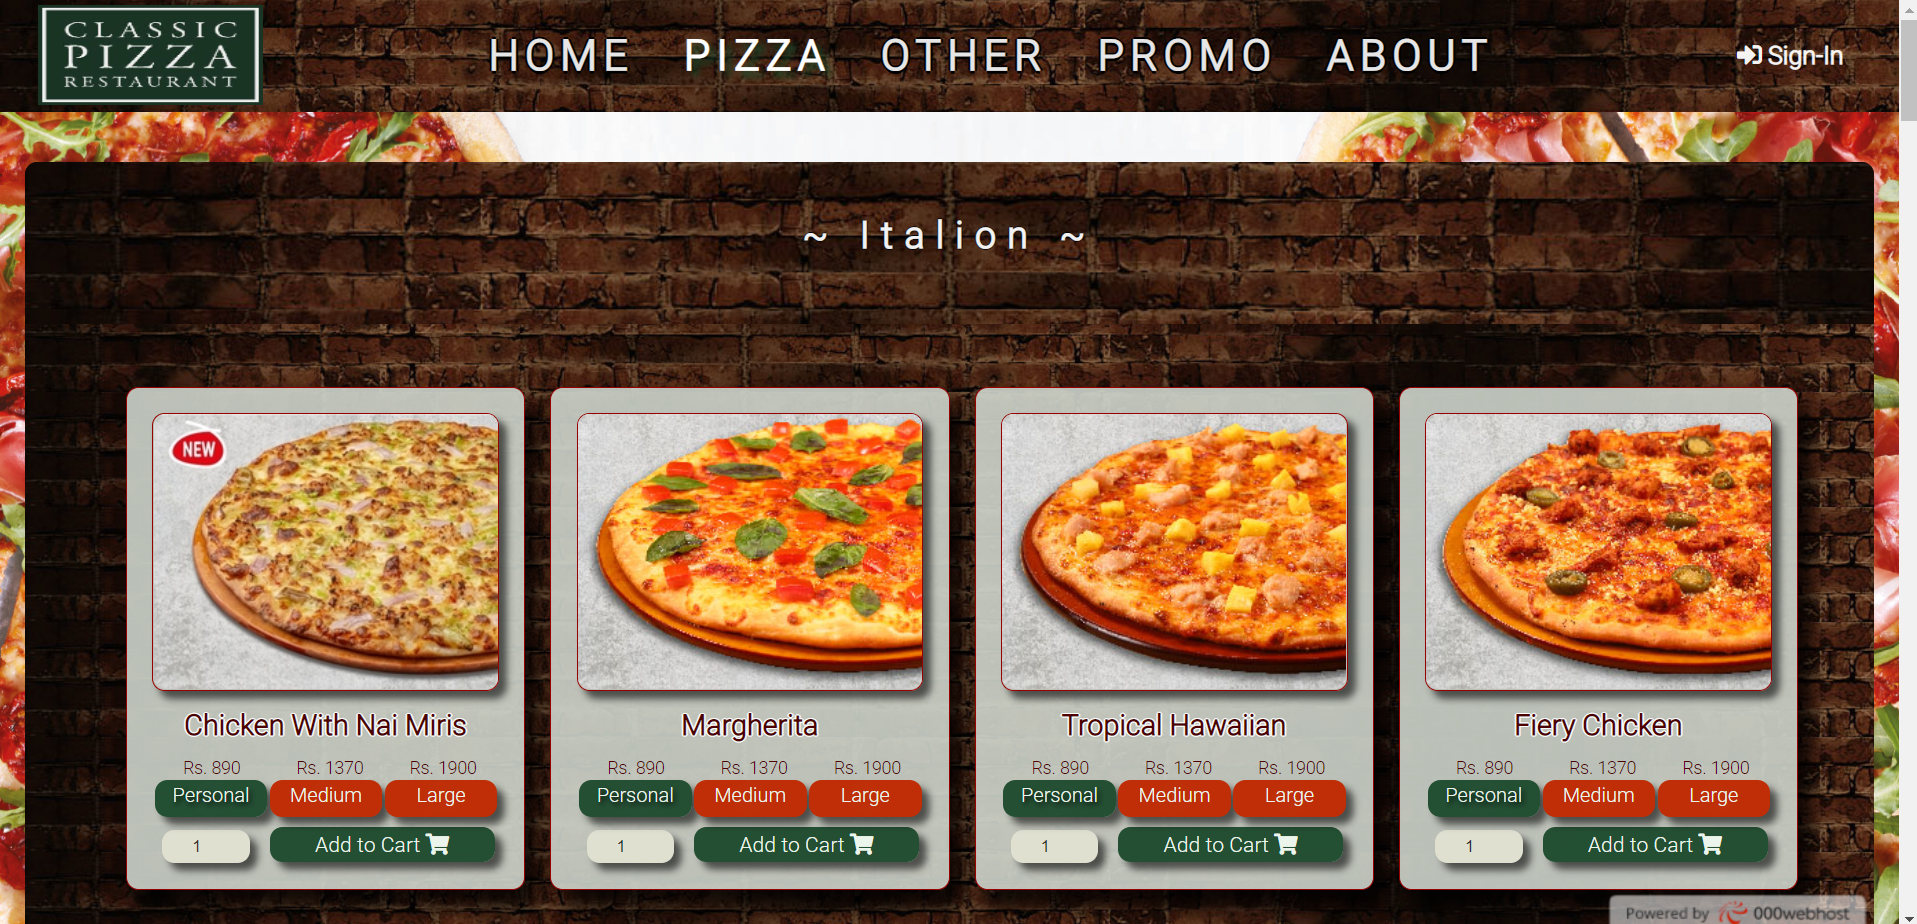 CLASSIC
PIZZA
RESTAURANT
HOME PIZZA OTHER PROMO ABOUT
Sign-In
~ Italion ~
NEW
Chicken With Nai Miris
Rs. 890 Rs. 1370 Rs. 1900
Personal Medium Large
1 Add to Cart
Margherita
Rs. 890 Rs. 1370 Rs. 1900
Personal Medium Large
1 Add to Cart
Tropical Hawaiian
Rs. 890 Rs. 1370 Rs. 1900
Personal Medium Large
1 Add to Cart
Fiery Chicken
Rs. 890 Rs. 1370 Rs. 1900
Personal Medium Large
1 Add to Cart
Powered by 000webhost